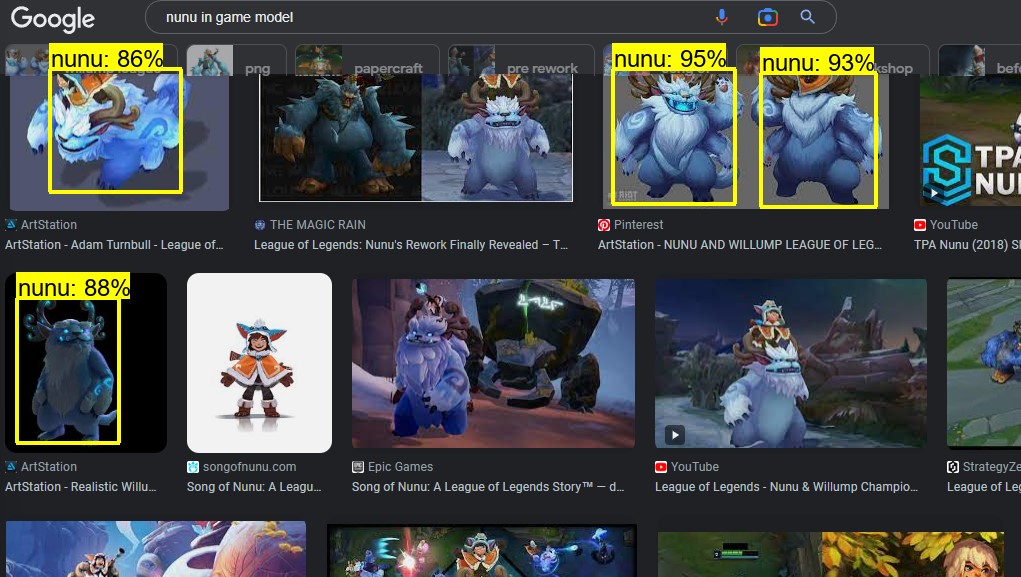 Google
nunu in game model
nunu: 86%
nunu: 95%
nunu: 93%
png
papercraft
pre rework
kshop
befo
RIOT
TPA
NUN
ArtStation
THE MAGIC RAIN
Pinterest
YouTube
ArtStation - Adam Turnbull - League of...
League of Legends: Nunu's Rework Finally Revealed – T...
ArtStation - NUNU AND WILLUMP LEAGUE OF LEG...
TPA Nunu (2018) S
nunu: 88%
ArtStation
songofnunu.com
Epic Games
YouTube
StrategyZe
ArtStation - Realistic Willu...
Song of Nunu: A Leagu...
Song of Nunu: A League of Legends Story™ — d...
League of Legends - Nunu & Willump Champio...
League of Leg